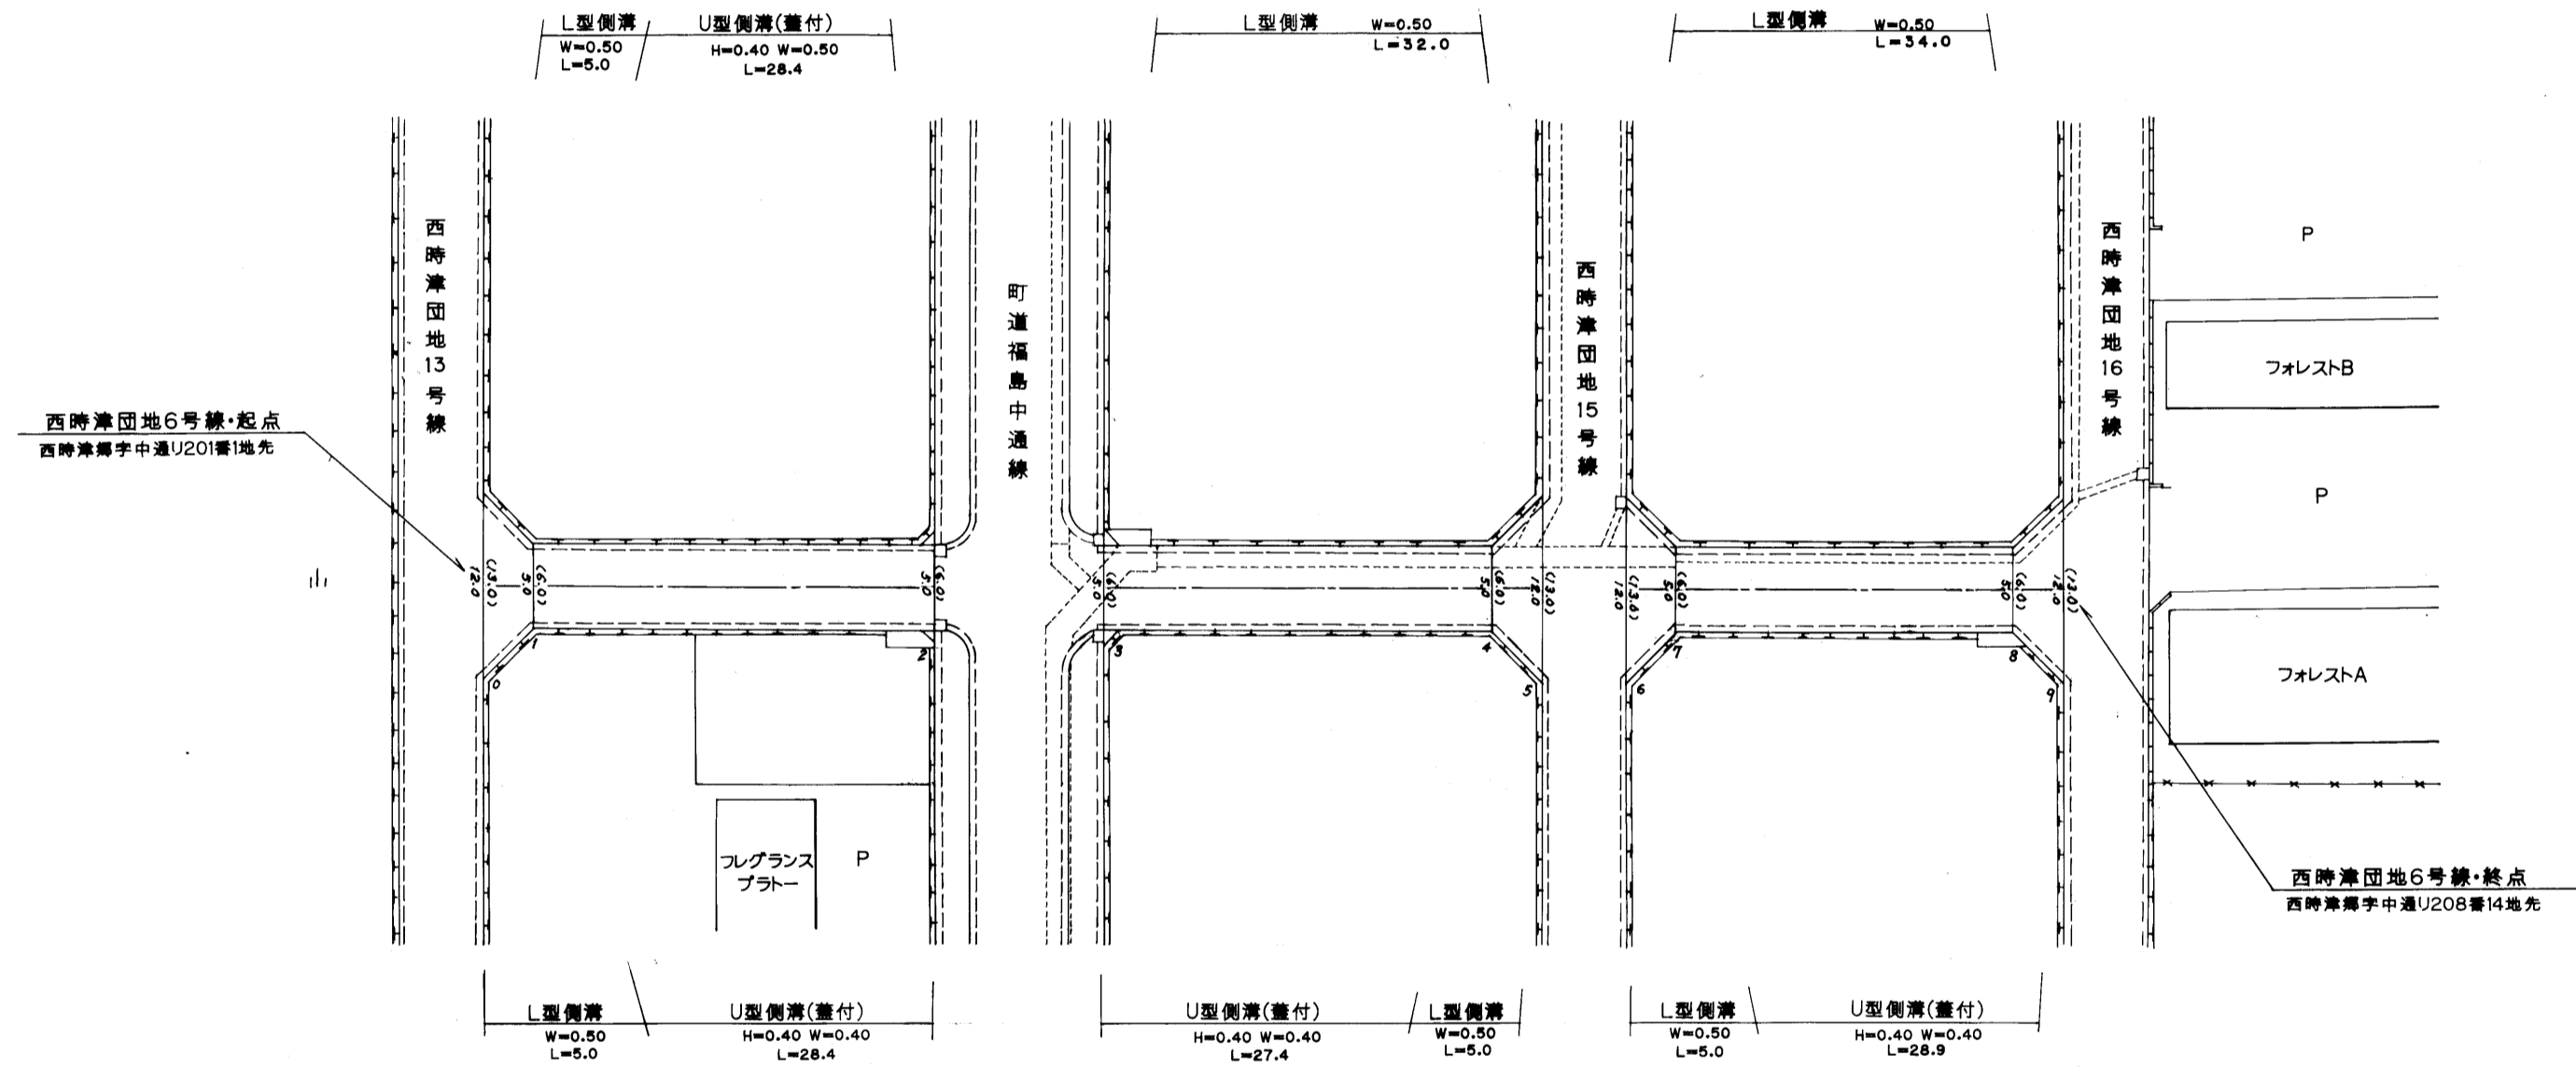 L型側溝
W=0.50
L=5.0
U型側溝(蓋付)
H=0.40 W=0.50
L=28.4
L型側溝 W=0.50
L=32.0
L型側溝 W=0.50
L=34.0
西時津団地13号線
町道福島中通線
西時津団地15号線
西時津団地16号線
P
フォレストB
P
フォレストA
西時津団地6号線・起点
西時津郷字中通り201番1地先
12.0
(13.0)
5.0
(6.0)
5.0
(6.0)
5.0
(6.0)
5.0
(6.0)
12.0
(13.0)
12.0
(13.0)
5.0
(6.0)
5.0
(6.0)
12.0
(13.0)
0
1
2
3
4
5
6
7
8
9
フレグランス
プラトー
P
西時津団地6号線・終点
西時津郷字中通り208番14地先
L型側溝
W=0.50
L=5.0
U型側溝(蓋付)
H=0.40 W=0.40
L=28.4
U型側溝(蓋付)
H=0.40 W=0.40
L=27.4
L型側溝
W=0.50
L=5.0
L型側溝
W=0.50
L=5.0
U型側溝(蓋付)
H=0.40 W=0.40
L=28.9